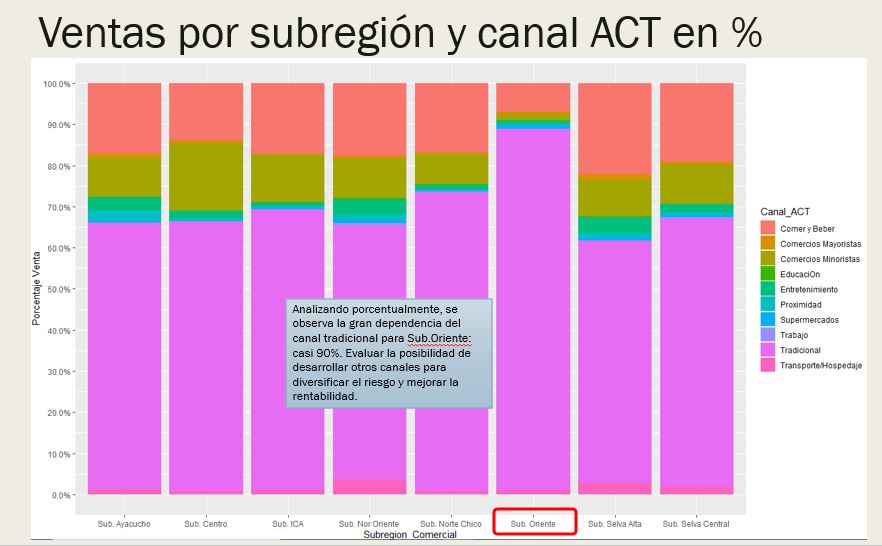 Ventas por subregión y canal ACT en %
100.0%
90.0%
80.0%
70.0%
60.0%
50.0%
40.0%
30.0%
20.0%
10.0%
0.0%
Porcentaje Venta
Analizando porcentualmente, se
observa la gran dependencia del
canal tradicional para Sub.Oriente:
casi 90%. Evaluar la posibilidad de
desarrollar otros canales para
diversificar el riesgo y mejorar la
rentabilidad.
Canal_ACT
Comer y Beber
Comercios Mayoristas
Comercios Minoristas
EducaciOn
Entretenimiento
Proximidad
Supermercados
Trabajo
Tradicional
Transporte/Hospedaje
Sub. Ayacucho
Sub. Centro
Sub. ICA
Sub. Nor Oriente
Sub. Norte Chico
Sub. Oriente
Sub. Selva Alta
Sub. Selva Central
Subregion_Comercial